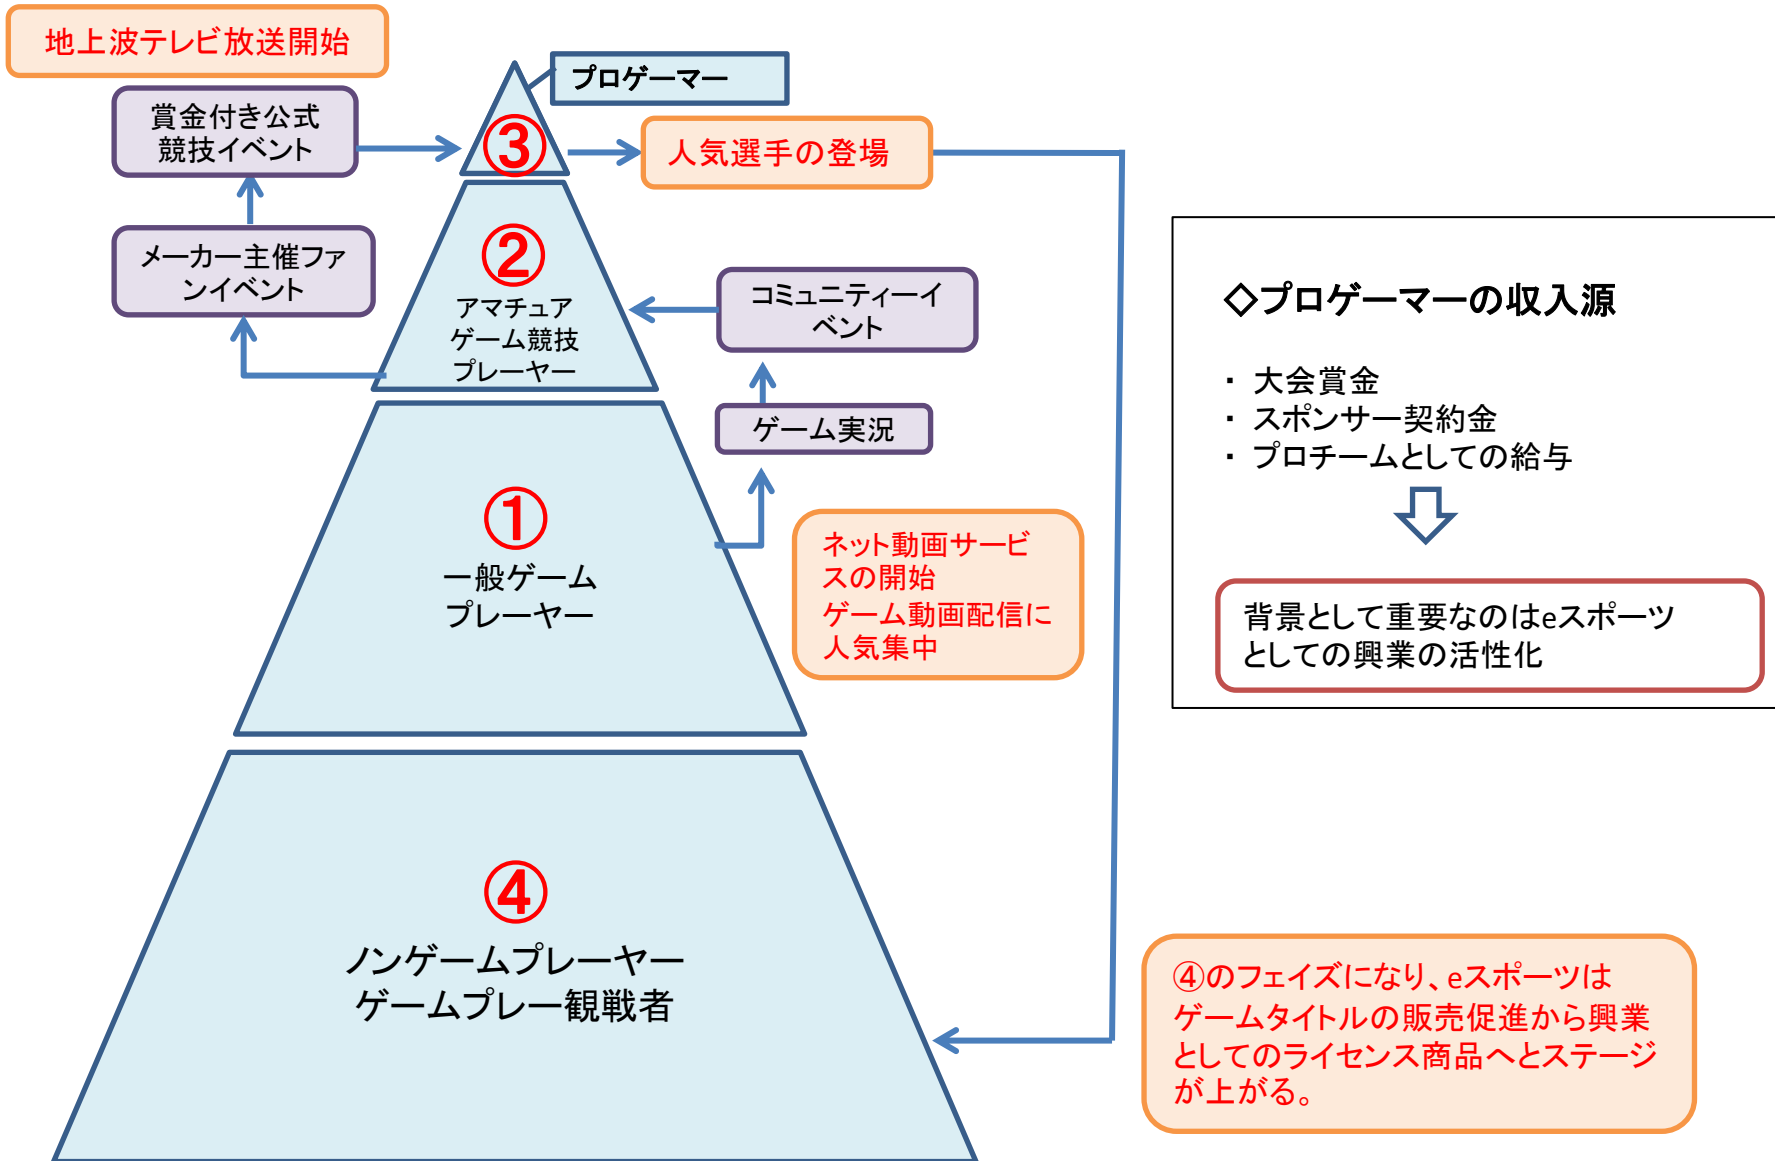 地上波テレビ放送開始
プロゲーマー
賞金付き公式
競技イベント
③
人気選手の登場
メーカー主催ファ
ンイベント
②
アマチュア
ゲーム競技
プレーヤー
コミュニティーイ
ベント
ゲーム実況
①
一般ゲーム
プレーヤー
ネット動画サービ
スの開始
ゲーム動画配信に
人気集中
④
ノンゲームプレーヤー
ゲームプレー観戦者
◇プロゲーマーの収入源
・ 大会賞金
・ スポンサー契約金
・ プロチームとしての給与
背景として重要なのはeスポーツ
としての興業の活性化
④のフェイズになり、eスポーツは
ゲームタイトルの販売促進から興業
としてのライセンス商品へとステージ
が上がる。